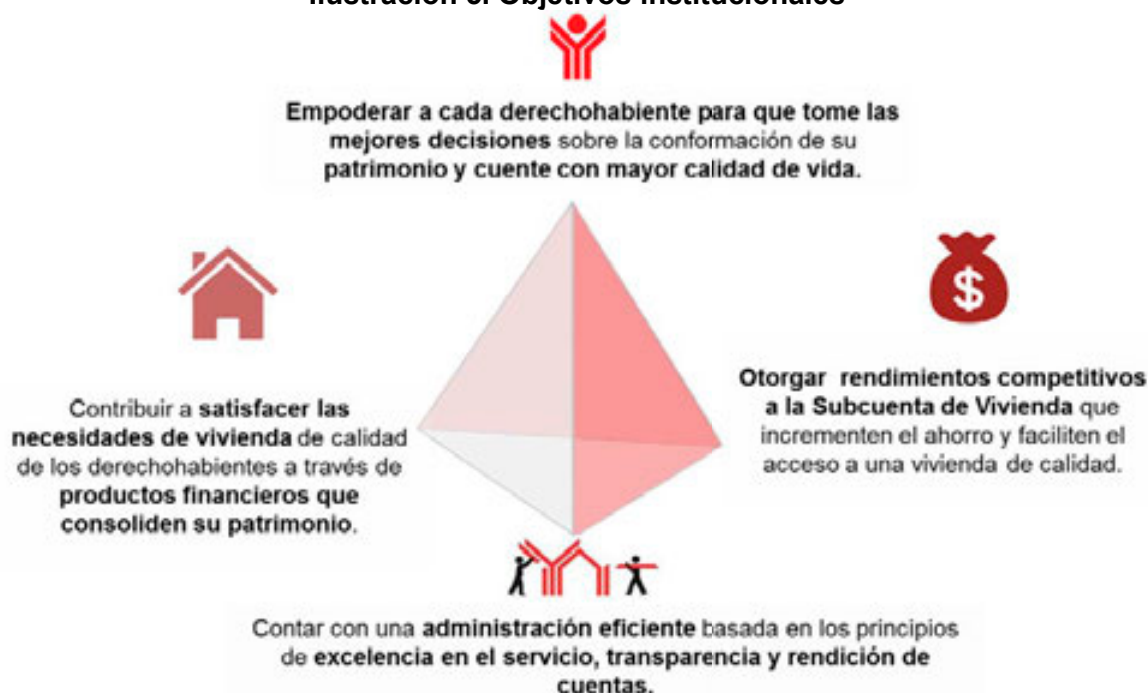 Ilustración 6. Objetivos Institucionales
Empoderar a cada derechohabiente para que tome las
mejores decisiones sobre la conformación de su
patrimonio y cuente con mayor calidad de vida.
$
Contribuir a satisfacer las
necesidades de vivienda de calidad
de los derechohabientes a través de
productos financieros que
consoliden su patrimonio.
Otorgar rendimientos competitivos
a la Subcuenta de Vivienda que
incrementen el ahorro y faciliten el
acceso a una vivienda de calidad.
Contar con una administración eficiente basada en los principios
de excelencia en el servicio, transparencia y rendición de
cuentas.